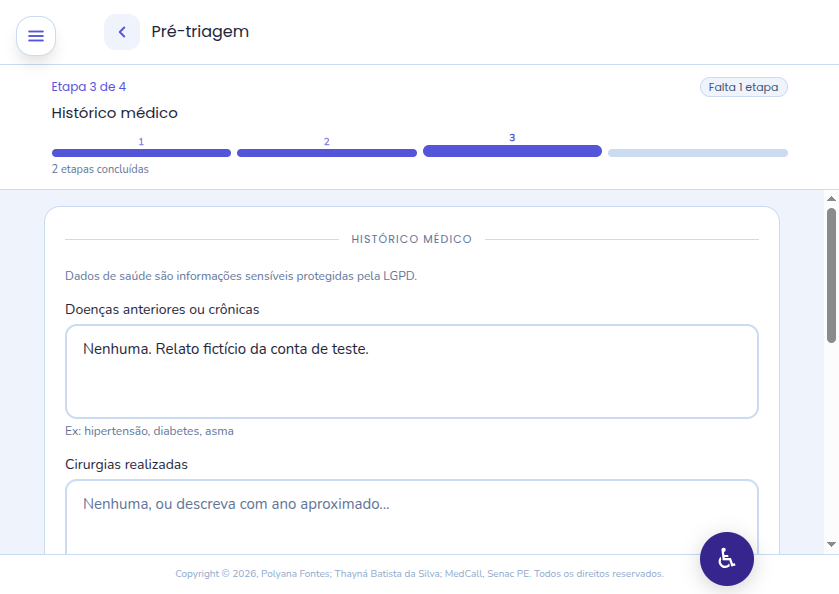 Pré-triagem
Etapa 3 de 4
Falta 1 etapa
Histórico médico
1
2
3
2 etapas concluídas
HISTÓRICO MÉDICO
Dados de saúde são informações sensíveis protegidas pela LGPD.
Doenças anteriores ou crônicas
Nenhuma. Relato fictício da conta de teste.
Ex: hipertensão, diabetes, asma
Cirurgias realizadas
Nenhuma, ou descreva com ano aproximado...
Copyright © 2026, Polyana Fontes; Thayná Batista da Silva; MedCall, Senac PE. Todos os direitos reservados.